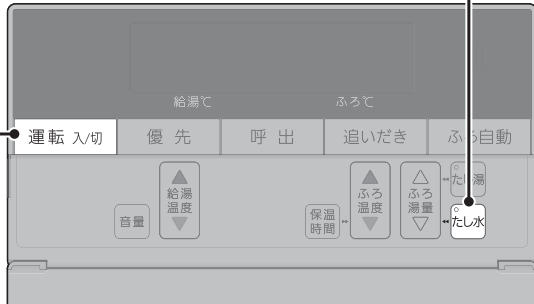 給湯℃ ふろ℃
運転 入/切 優先 呼出 追いだき ふろ自動
給湯温度
ふろ温度
ふろ湯量
たし湯
音量
保温時間
たし水